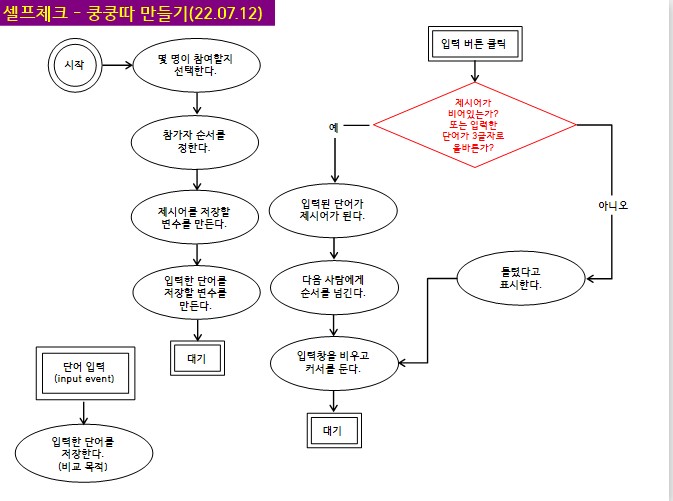 셀프체크 – 쿵쿵따 만들기(22.07.12)
시작
몇 명이 참여할지
선택한다.
참가자 순서를
정한다.
제시어를 저장할
변수를 만든다.
입력한 단어를
저장할 변수를
만든다.
대기
단어 입력
(input event)
입력한 단어를
저장한다.
(비교 목적)
입력 버튼 클릭
제시어가
비어있는가?
또는 입력한
단어가 3글자로
올바른가?
예
아니오
입력된 단어가
제시어가 된다.
다음 사람에게
순서를 넘긴다.
틀렸다고
표시한다.
입력창을 비우고
커서를 둔다.
대기